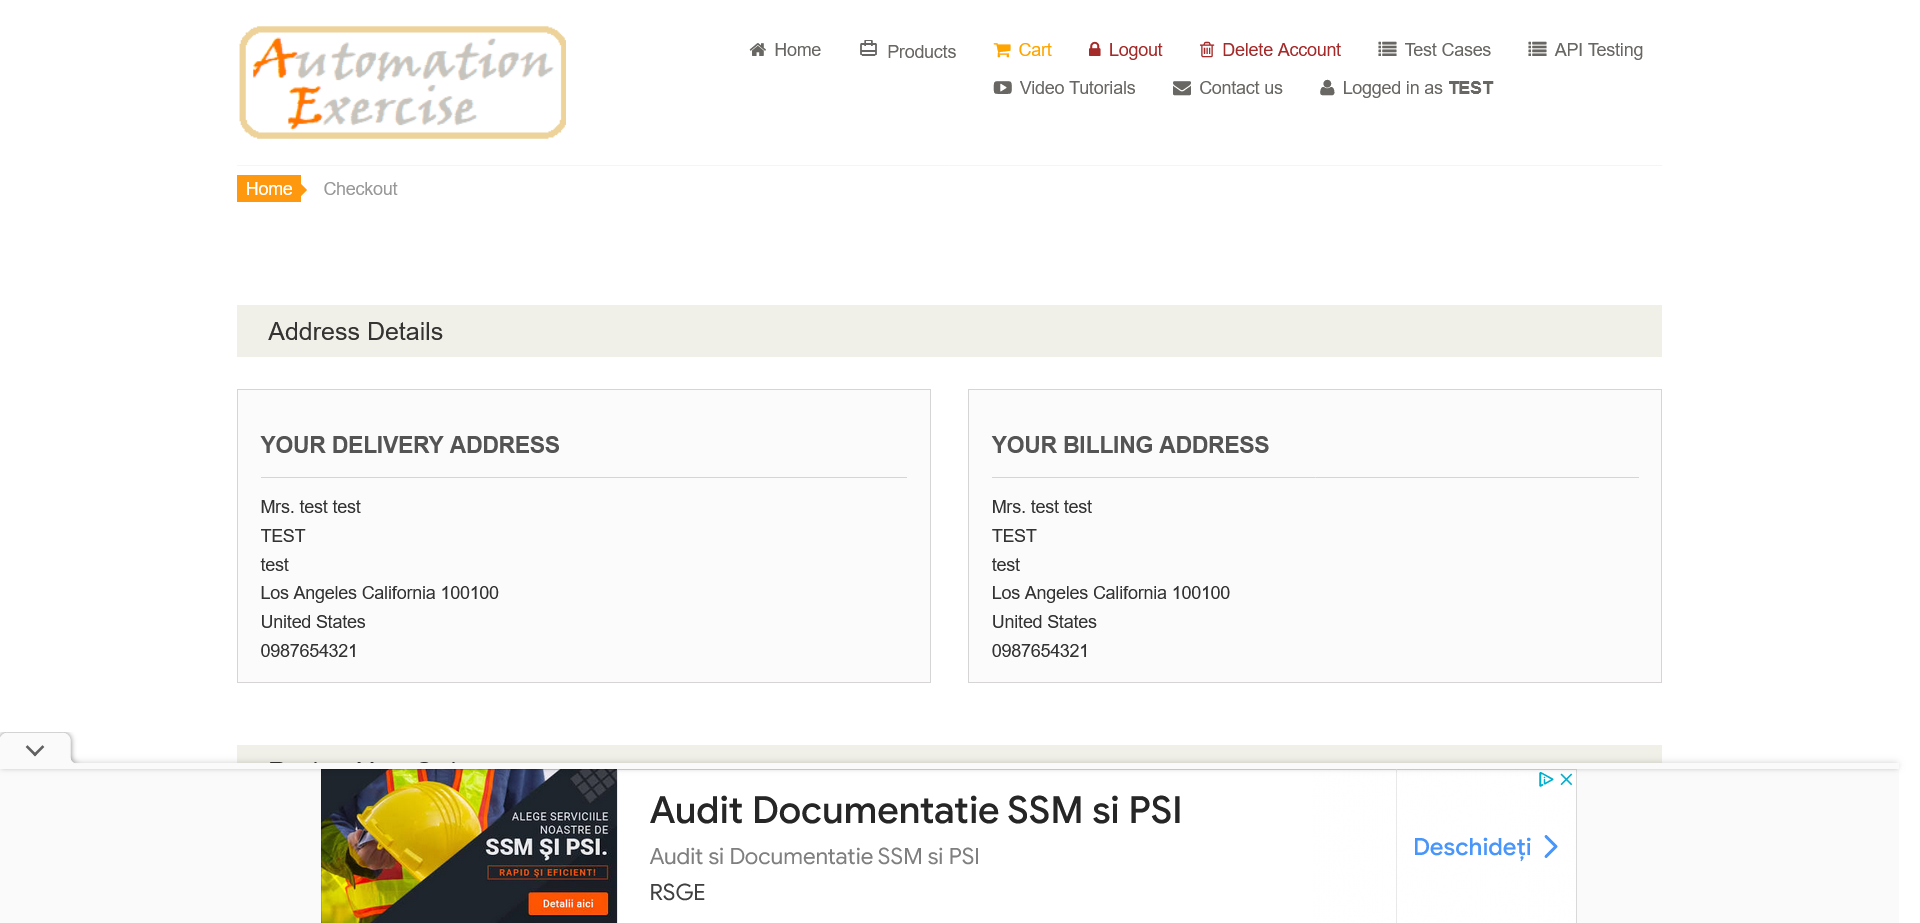 Automation
Exercise
Home
Products
Cart
Logout
Delete Account
Test Cases
API Testing
Video Tutorials
Contact us
Logged in as TEST
Home
Checkout
Address Details
YOUR DELIVERY ADDRESS
Mrs. test test
TEST
test
Los Angeles California 100100
United States
0987654321
YOUR BILLING ADDRESS
Mrs. test test
TEST
test
Los Angeles California 100100
United States
0987654321
ALEGE SERVICIILE
NOASTRE DE
SSM ȘI PSI.
RAPID ȘI EFICIENT!
Detalii aici
Audit Documentatie SSM si PSI
Audit si Documentatie SSM si PSI
RSGE
Deschideți